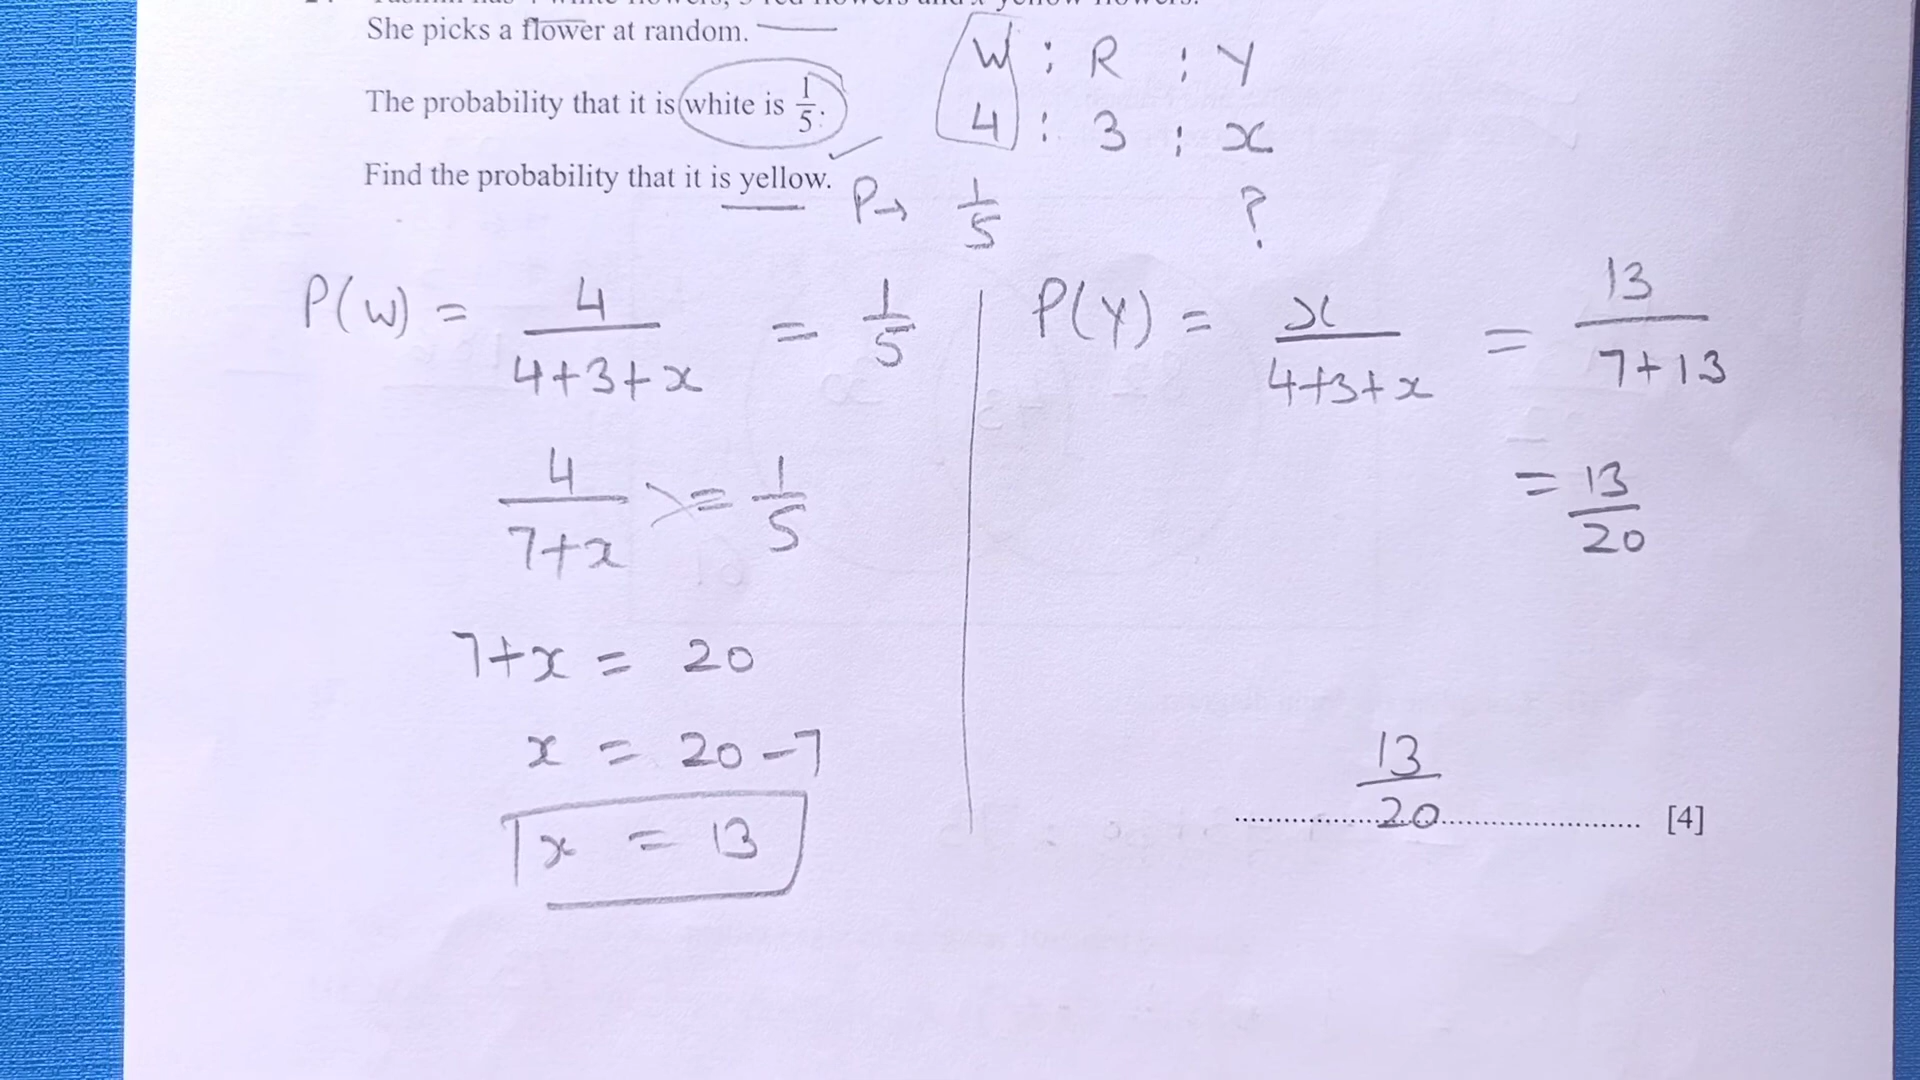 She picks a flower at random.
The probability that it is white is 1/5.
Find the probability that it is yellow.
W : R : Y
4 : 3 : x
P → 1/5 ?
P(W) = 4/(4+3+x) = 1/5
4/(7+x) = 1/5
7+x = 20
x = 20-7
x = 13
P(Y) = x/(4+3+x) = 13/(7+13)
= 13/20
13/20 [4]